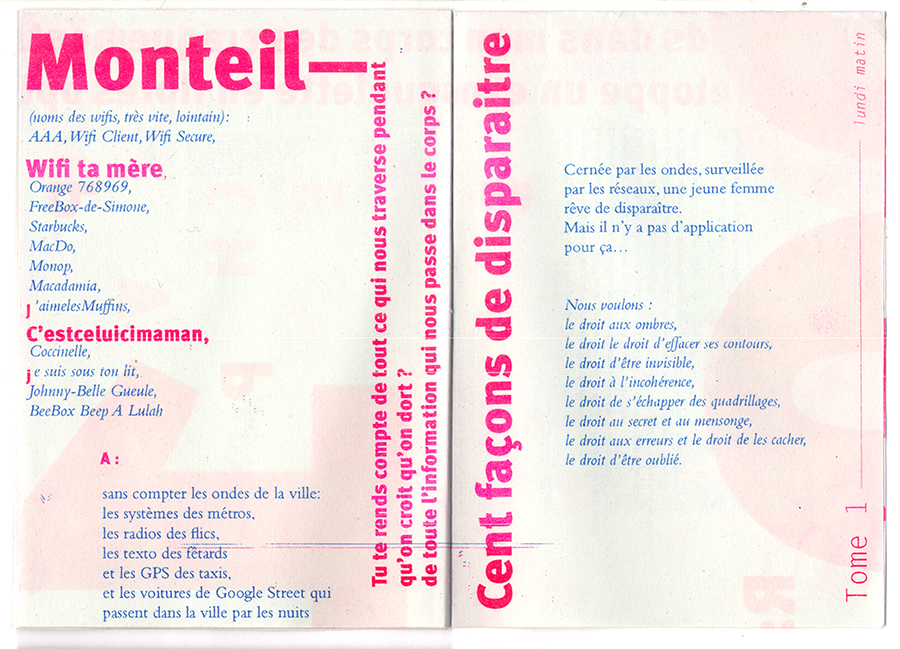 Monteil—
(noms des wifis, très vite, lointain):
AAA, Wifi Client, Wifi Secure,
Wifi ta mère,
Orange 768969,
FreeBox-de-Simone,
Starbucks,
MacDo,
Monop,
Macadamia,
j 'aimelesMuffins,
C'estceluicimaman,
Coccinelle,
je suis sous ton lit,
Johnny-Belle Gueule,
BeeBox Beep A Lulah
A :
sans compter les ondes de la ville:
les systèmes des métros,
les radios des flics,
les texto des fêtards
et les GPS des taxis,
et les voitures de Google Street qui
passent dans la ville par les nuits
Tu te rends compte de tout ce qui nous traverse pendant
qu'on croit qu'on dort ?
de toute l'information qui nous passe dans le corps ?
Cent façons de disparaitre
Cernée par les ondes, surveillée
par les réseaux, une jeune femme
rêve de disparaître.
Mais il n'y a pas d'application
pour ça…
Nous voulons :
le droit aux ombres,
le droit le droit d'effacer ses contours,
le droit d'être invisible,
le droit à l'incohérence,
le droit de s'échapper des quadrillages,
le droit au secret et au mensonge,
le droit aux erreurs et le droit de les cacher,
le droit d'être oublié.
Tome 1 lundi matin